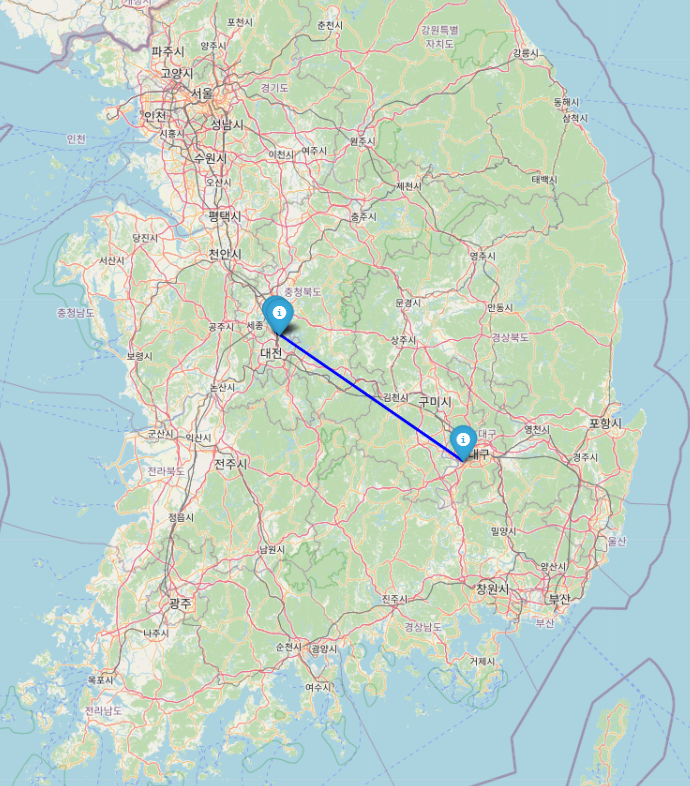 포천시
춘천시
강원특별
자치도
양주시
파주시
강릉시
고양시
서울
경기도
동해시
인천
성남시
삼척시
시흥시
인천
원주시
수원시
이천시
여주시
오산시
제천시
태백시
평택시
충주시
당진시
천안시
서산시
영주시
충청북도
문경시
안동시
충청남도
공주시
세종
상주시
경상북도
보령시
대전
논산시
김천시
구미시
군산시
익산시
대구
영천시
포항시
전주시
대구
경주시
전라북도
정읍시
밀양시
울산
남원시
양산시
광주
진주시
창원시
부산
부산
나주시
경상남도
순천시
광양시
거제시
목포시
여수시
전라남도